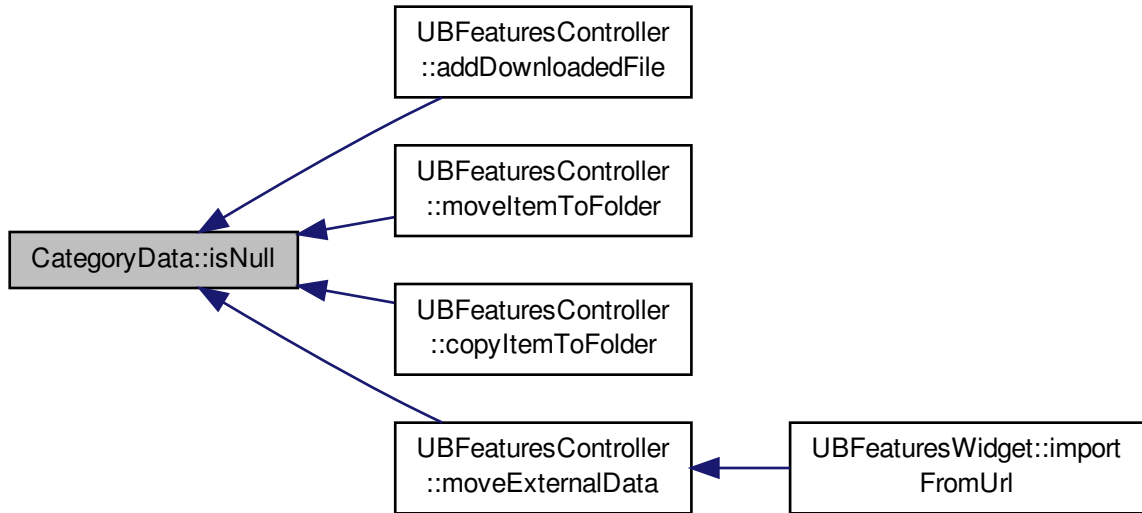 UBFeaturesController
::addDownloadedFile
UBFeaturesController
::moveItemToFolder
CategoryData::isNull
UBFeaturesController
::copyItemToFolder
UBFeaturesController
::moveExternalData
UBFeaturesWidget::import
FromUrl